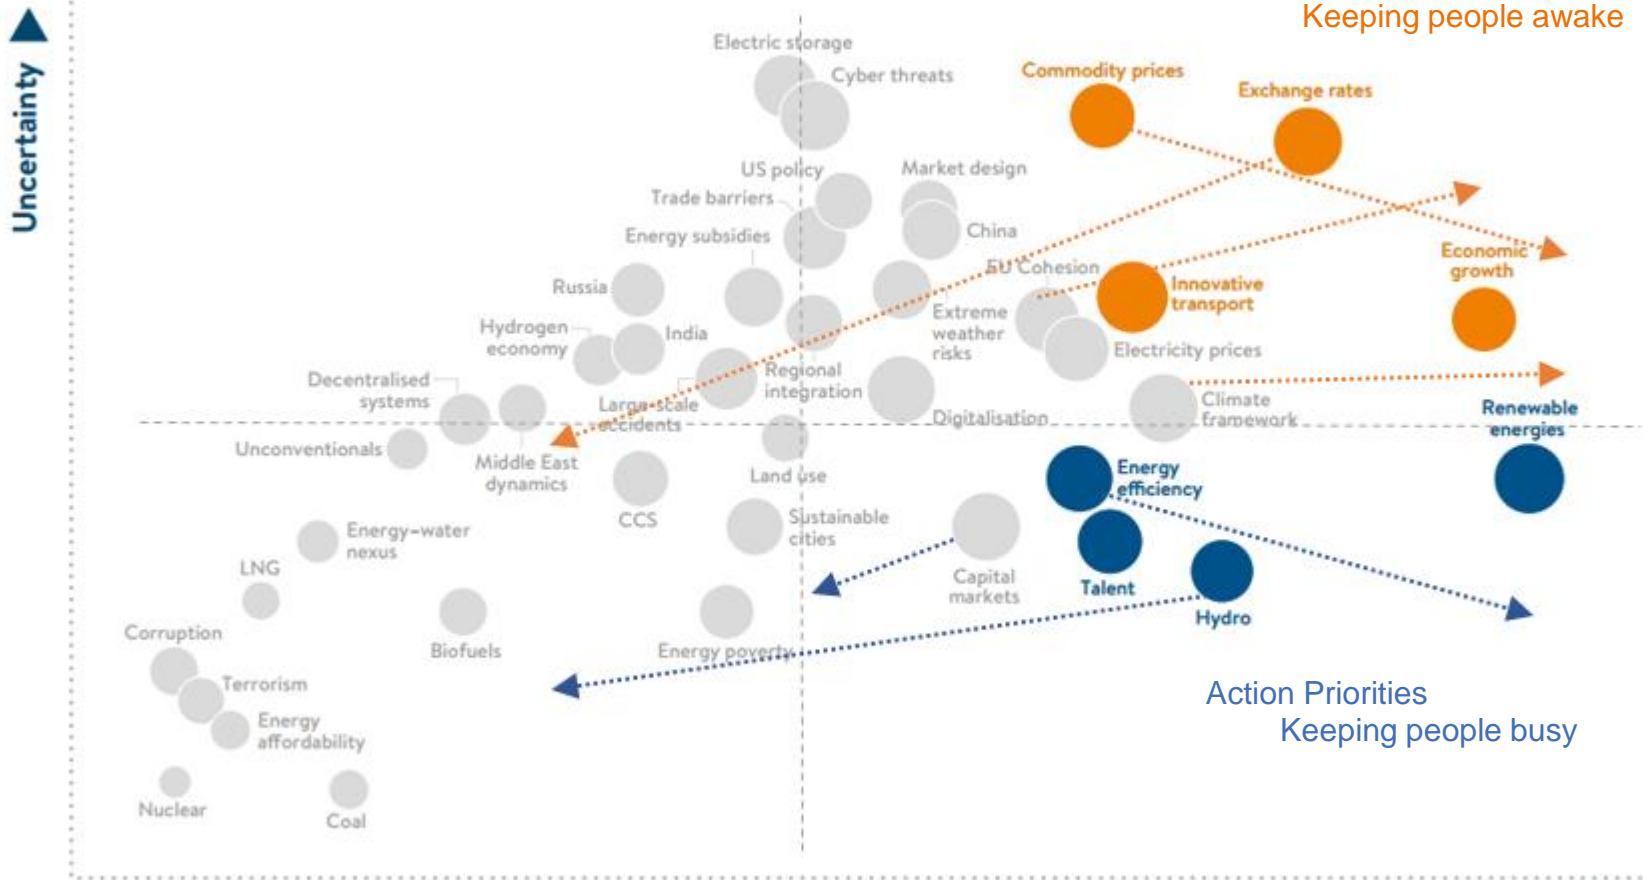 Keeping people awake
Uncertainty
Electric storage
Cyber threats
Commodity prices
Exchange rates
US policy
Market design
Trade barriers
Energy subsidies
China
EU Cohesion
Economic
growth
Russia
Innovative
transport
Hydrogen
economy
India
Extreme
weather
risks
Electricity prices
Decentralised
systems
Regional
integration
Large-scale
accidents
Digitalisation
Climate
framework
Renewable
energies
Unconventionals
Middle East
dynamics
Land use
Energy
efficiency
CCS
Sustainable
cities
Energy-water
nexus
LNG
Capital
markets
Talent
Hydro
Corruption
Biofuels
Energy poverty
Terrorism
Energy
affordability
Action Priorities
Keeping people busy
Nuclear
Coal